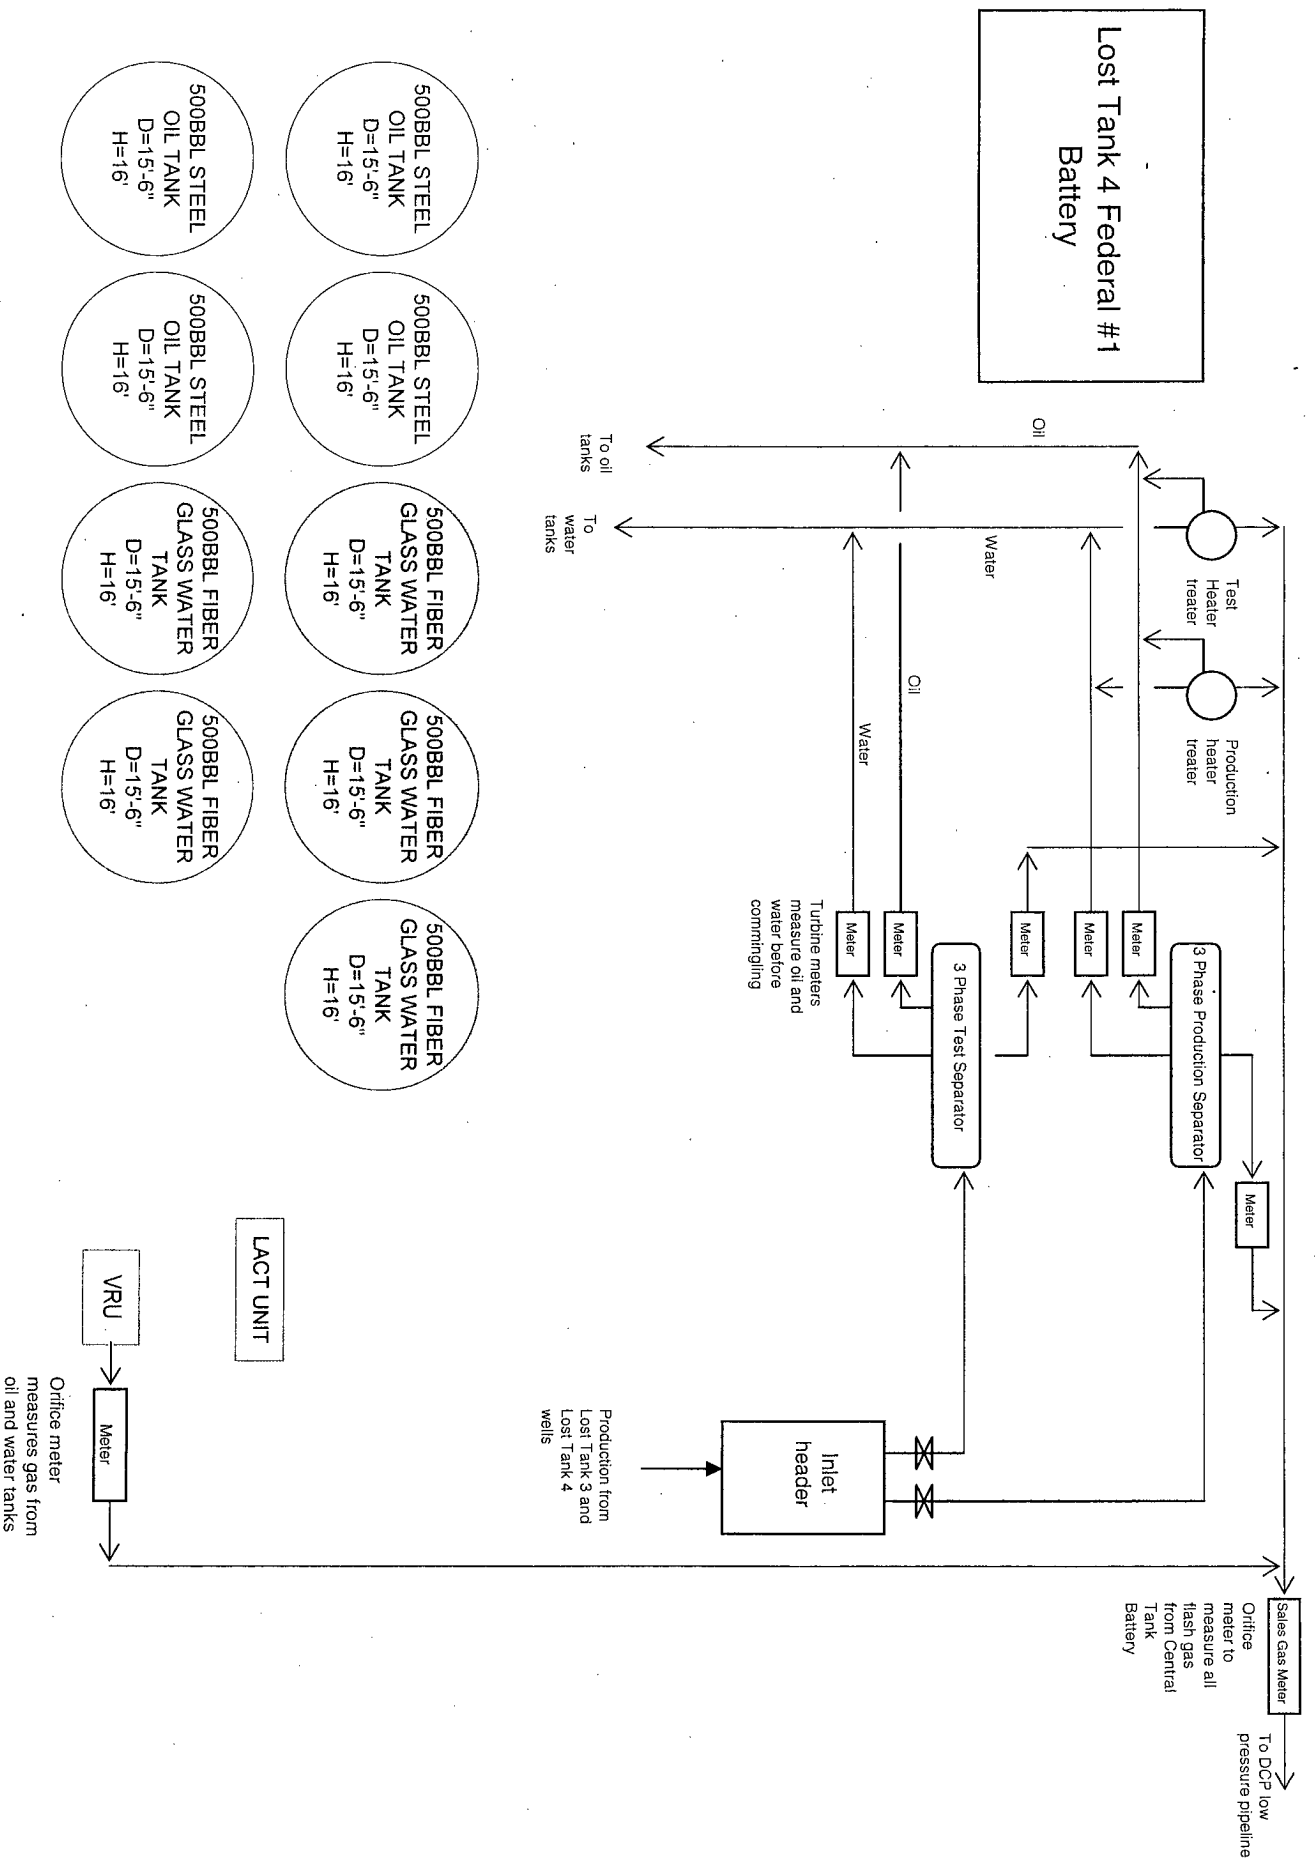 Lost Tank 4 Federal #1
Battery
Test
Heater
treater
Production
heater
treater
Oil
Water
To oil
tanks
To
water
tanks
Oil
Water
Meter
Meter
Meter
Meter
Meter
Meter
3 Phase Production Separator
3 Phase Test Separator
Turbine meters
measure oil and
water before
commingling
Inlet
header
Production from
Lost Tank 3 and
Lost Tank 4
wells
Sales Gas Meter
To DCP low
pressure pipeline
Orifice
meter to
measure all
flash gas
from Central
Tank
Battery
500BBL STEEL
OIL TANK
D=15'-6"
H=16'
500BBL STEEL
OIL TANK
D=15'-6"
H=16'
500BBL FIBER
GLASS WATER
TANK
D=15'-6"
H=16'
500BBL FIBER
GLASS WATER
TANK
D=15'-6"
H=16'
500BBL FIBER
GLASS WATER
TANK
D=15'-6"
H=16'
500BBL STEEL
OIL TANK
D=15'-6"
H=16'
500BBL STEEL
OIL TANK
D=15'-6"
H=16'
500BBL FIBER
GLASS WATER
TANK
D=15'-6"
H=16'
500BBL FIBER
GLASS WATER
TANK
D=15'-6"
H=16'
LACT UNIT
VRU
Meter
Orifice meter
measures gas from
oil and water tanks